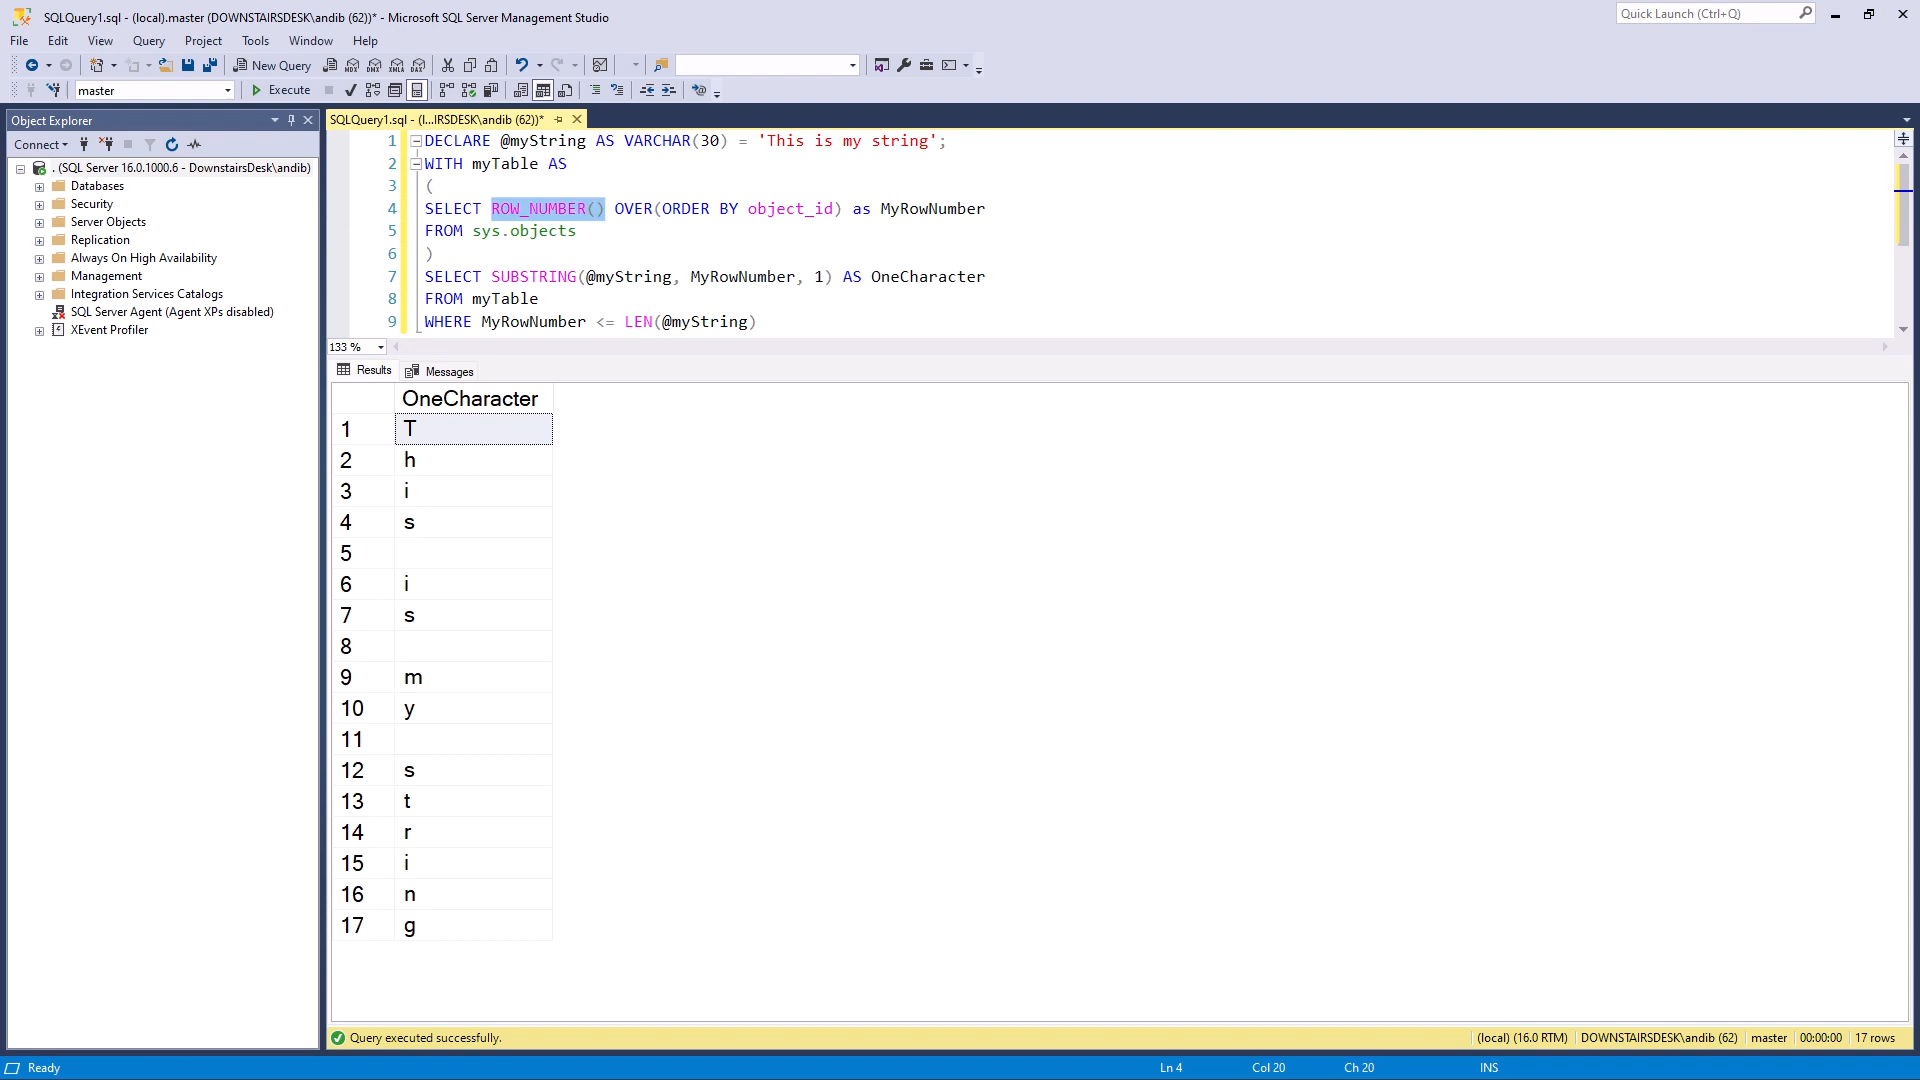 SQLQuery1.sql - (local).master (DOWNSTAIRSDESK\andib (62))* - Microsoft SQL Server Management Studio
Quick Launch (Ctrl+Q)
File Edit View Query Project Tools Window Help
New Query MDX DMX XMLA DAX
master Execute
Object Explorer
Connect
. (SQL Server 16.0.1000.6 - DownstairsDesk\andib)
Databases
Security
Server Objects
Replication
Always On High Availability
Management
Integration Services Catalogs
SQL Server Agent (Agent XPs disabled)
XEvent Profiler
SQLQuery1.sql - (l...IRSDESK\andib (62))*
1 DECLARE @myString AS VARCHAR(30) = 'This is my string';
2 WITH myTable AS
3 (
4 SELECT ROW_NUMBER() OVER(ORDER BY object_id) as MyRowNumber
5 FROM sys.objects
6 )
7 SELECT SUBSTRING(@myString, MyRowNumber, 1) AS OneCharacter
8 FROM myTable
9 WHERE MyRowNumber <= LEN(@myString)
133 %
Results Messages
OneCharacter
1 T
2 h
3 i
4 s
5
6 i
7 s
8
9 m
10 y
11
12 s
13 t
14 r
15 i
16 n
17 g
Query executed successfully.
(local) (16.0 RTM) DOWNSTAIRSDESK\andib (62) master 00:00:00 17 rows
Ready Ln 4 Col 20 Ch 20 INS